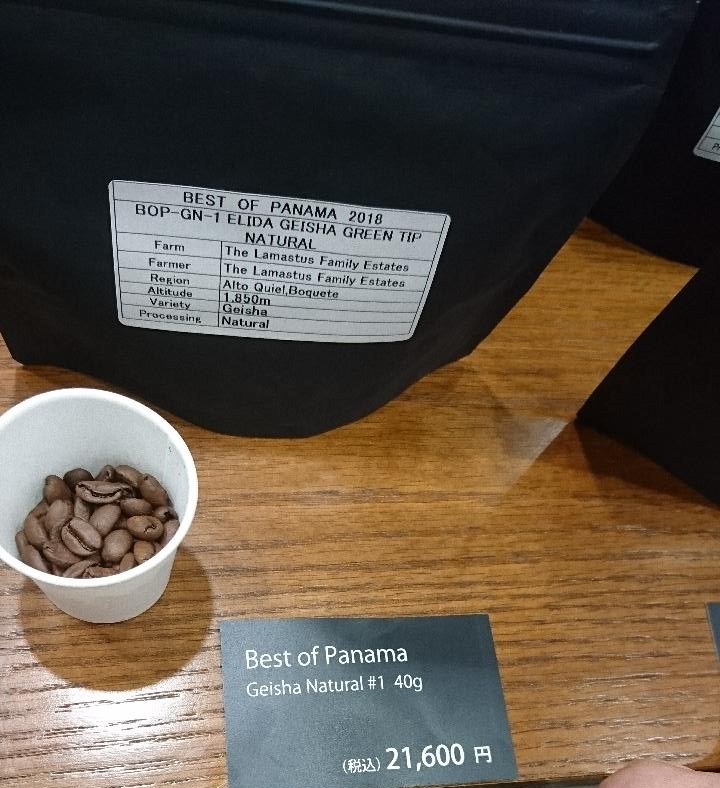 BEST OF PANAMA 2018
BOP-GN-1 ELIDA GEISHA GREEN TIP
NATURAL
Farm The Lamastus Family Estates
Farmer The Lamastus Family Estates
Region Alto Quiel,Boquete
Altitude 1.850m
Variety Geisha
Processing Natural
Best of Panama
Geisha Natural #1 40g
(税込) 21,600 円